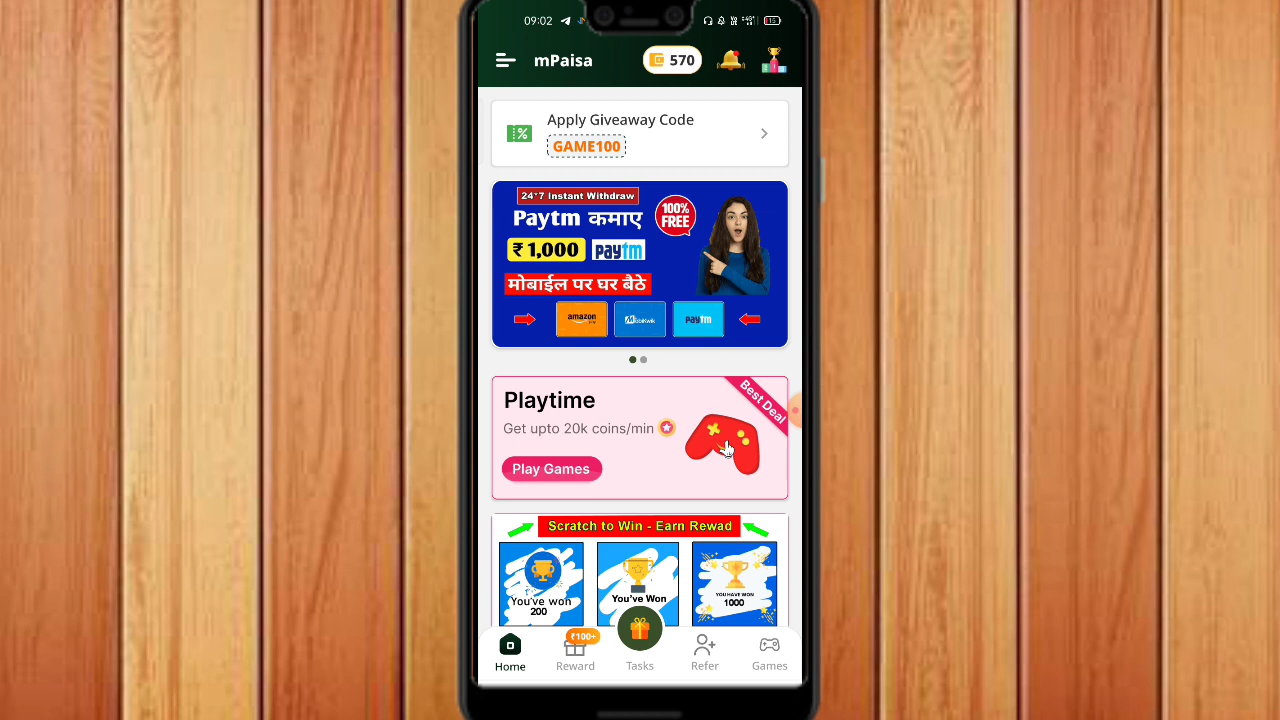 09:02
mPaisa
570
Apply Giveaway Code
GAME100
24*7 Instant Withdraw
Paytm कमाए
100% FREE
₹ 1,000 paytm
मोबाईल पर घर बैठे
amazon pay
MobiKwik
paytm
Best Deal
Playtime
Get upto 20k coins/min
Play Games
Scratch to Win - Earn Rewad
You've won
200
You've Won
YOU HAVE WON
1000
₹100+
Home
Reward
Tasks
Refer
Games